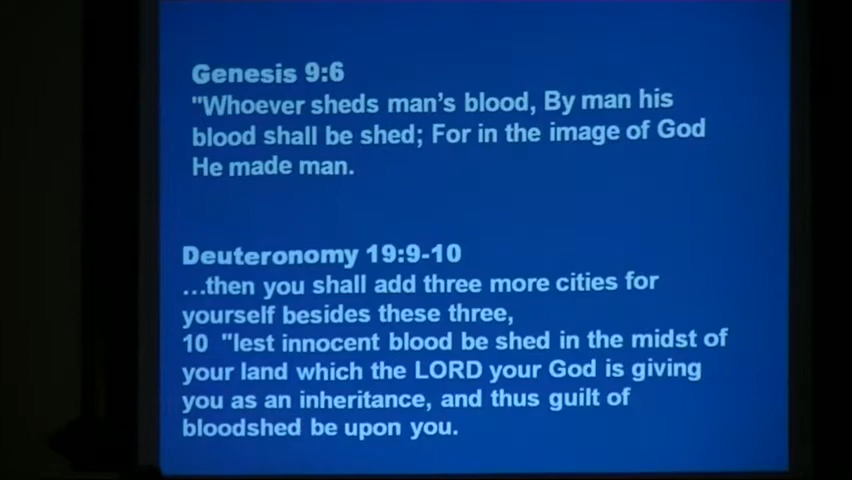 Genesis 9:6
"Whoever sheds man's blood, By man his
blood shall be shed; For in the image of God
He made man.
Deuteronomy 19:9-10
...then you shall add three more cities for
yourself besides these three,
10 "lest innocent blood be shed in the midst of
your land which the LORD your God is giving
you as an inheritance, and thus guilt of
bloodshed be upon you.